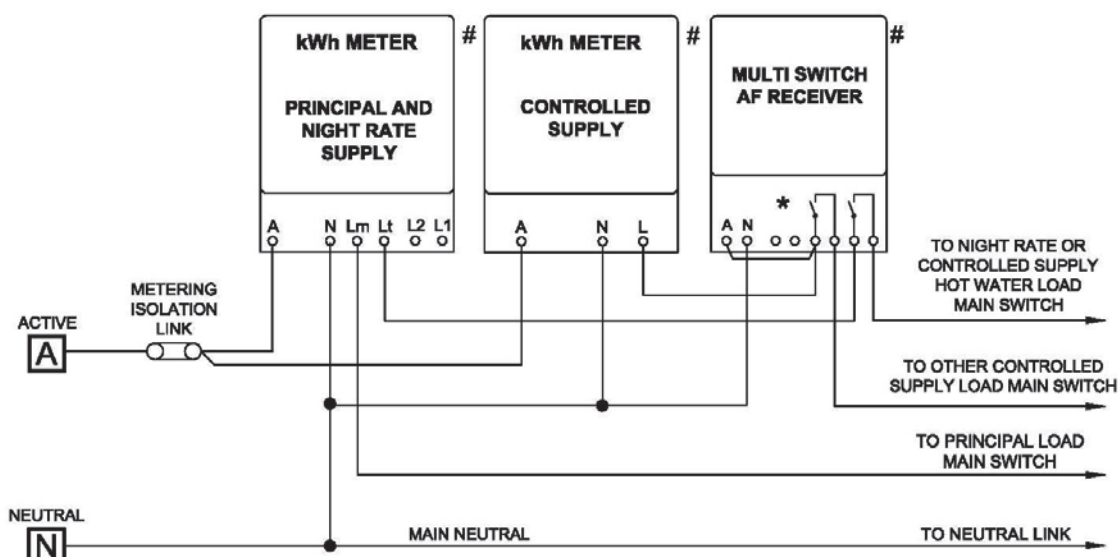 kWh METER
PRINCIPAL AND
NIGHT RATE
SUPPLY
#
kWh METER
CONTROLLED
SUPPLY
#
MULTI SWITCH
AF RECEIVER
#
A N Lm Lt L2 L1
A N L
A N *
METERING
ISOLATION
LINK
ACTIVE
A
TO NIGHT RATE OR
CONTROLLED SUPPLY
HOT WATER LOAD
MAIN SWITCH
TO OTHER CONTROLLED
SUPPLY LOAD MAIN SWITCH
TO PRINCIPAL LOAD
MAIN SWITCH
NEUTRAL
N
MAIN NEUTRAL
TO NEUTRAL LINK